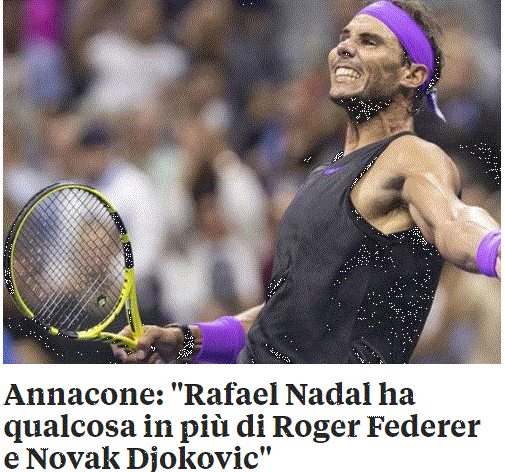 Annacone: "Rafael Nadal ha
qualcosa in più di Roger Federer
e Novak Djokovic"